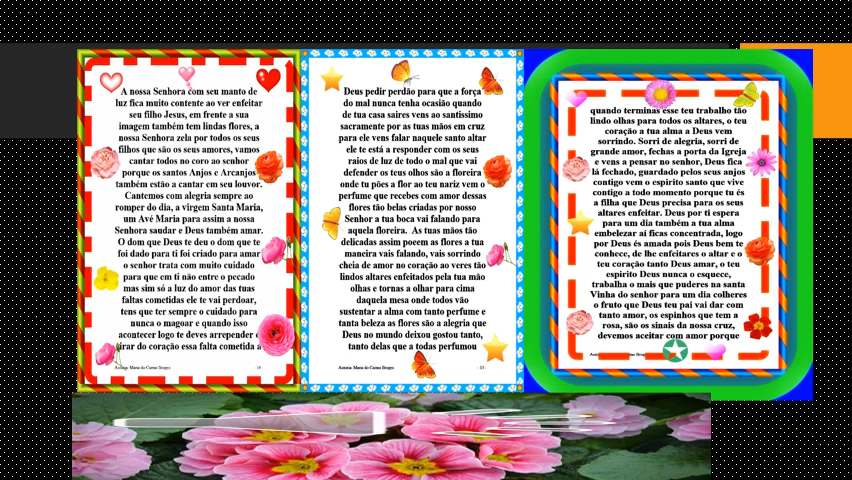 A nossa Senhora com seu manto de
luz fica muito contente ao ver enfeitar
seu filho Jesus, em frente a sua
imagem também tem lindas flores, a
nossa Senhora zela por todos os seus
filhos que são os seus amores, vamos
cantar todos no coro ao senhor
porque os santos Anjos e Arcanjos
também estão a cantar em seu louvor.
Cantemos com alegria sempre ao
romper do dia, a virgem Santa Maria,
um Avé Maria para assim a nossa
Senhora saudar e Deus também amar.
O dom que Deus te deu o dom que te
foi dado para ti foi criado para amar
o senhor trata com muito cuidado
para que em ti não entre o pecado
mas sim só a luz do amor das tuas
faltas cometidas ele te vai perdoar,
tens que ter sempre o cuidado para
nunca o magoar e quando isso
acontecer logo te deves arrepender e
tirar do coração essa falta cometida a
Autora: Maria do Carmo Borges
- 14
Deus pedir perdão para que a força
do mal nunca tenha ocasião quando
de tua casa saires vens ao santissimo
sacramente por as tuas mãos em cruz
para ele vens falar naquele santo altar
ele te está a responder com os seus
raios de luz de todo o mal que vai
defender os teus olhos são a floreira
onde tu pões a flor ao teu nariz vem o
perfume que recebes com amor dessas
flores tão belas criadas por nosso
Senhor a tua boca vai falando para
aquela floreira. As tuas mãos tão
delicadas assim poem as flores a tua
maneira vais falando, vais sorrindo
cheia de amor no coração ao veres tão
lindos altares enfeitados pela tua mão
olhas e tornas a olhar para cima
daquela mesa onde todos vão
sustentar a alma com tanto perfume e
tanta beleza as flores são a alegria que
Deus no mundo deixou gostou tanto,
tanto delas que a todas perfumou
Autora: Maria do Carmo Borges
- 15 -
quando terminas esse teu trabalho tão
lindo olhas para todos os altares, o teu
coração a tua alma a Deus vem
sorrindo. Sorri de alegria, sorri de
grande amor, fechas a porta da Igreja
e vens a pensar no senhor, Deus fica
lá fechado, guardado pelos seus anjos
contigo vem o espirito santo que vive
contigo a todo momento porque tu és
a filha que Deus precisa para os seus
altares enfeitar. Deus por ti espera
para um dia também a tua alma
embelezar ai ficas concentrada, logo
por Deus és amada pois Deus bem te
conhece, de lhe enfeitares o altar e o
teu coração tanto Deus amar, o teu
espirito Deus nunca o esquece,
trabalha o mais que puderes na santa
Vinha do senhor para um dia colheres
o fruto que Deus teu pai vai dar com
tanto amor, os espinhos que tem a
rosa, são os sinais da nossa cruz,
devemos aceitar com amor porque